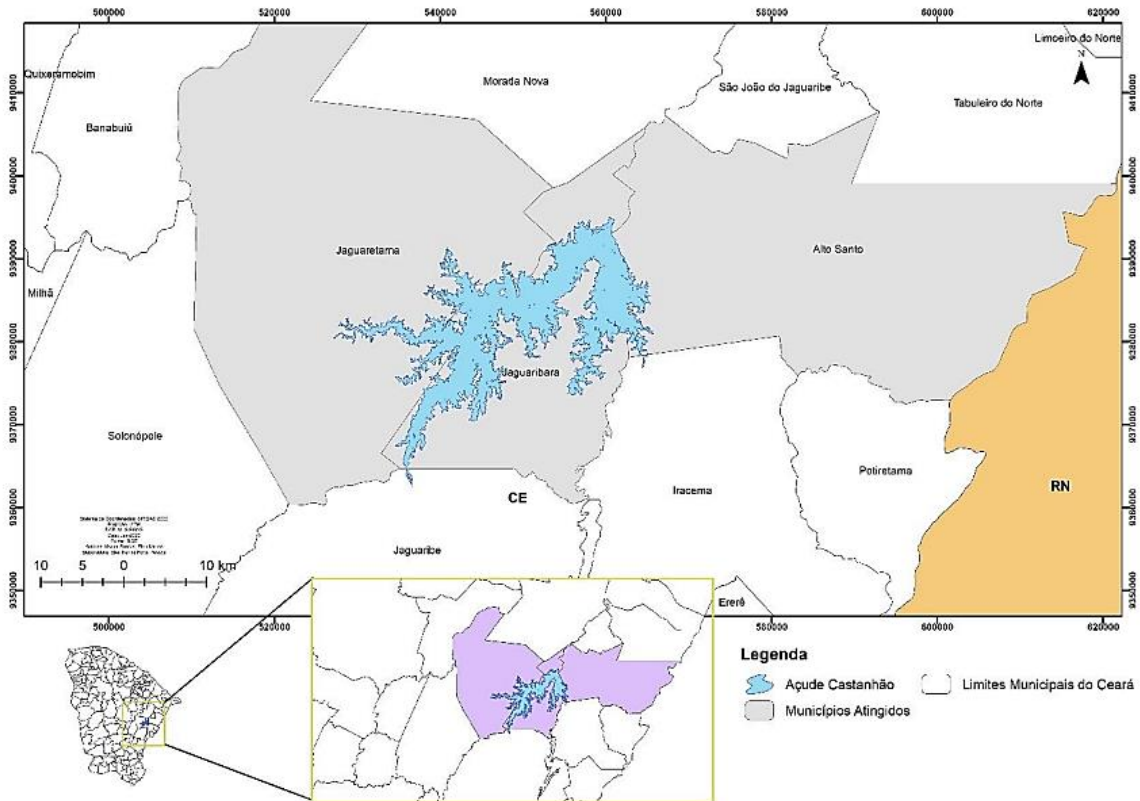 500000 520000 540000 560000 580000 600000 620000
Limoeiro do Norte
N
Quixeramobim
Morada Nova
São João do Jaguaribe
Tabuleiro do Norte
Banabuiú
9410000 9410000
9400000 9400000
Jaguaretama
Alto Santo
9390000 9390000
Milhã
9380000 9380000
Jaguaribara
Solonópole
9370000 9370000
Potiretama
Iracema
RN
CE
9360000 9360000
Jaguaribe
10 5 0 10 km
9350000 9350000
Ererê
500000 520000 580000 600000 620000
Legenda
Açude Castanhão
Limites Municipais do Ceará
Municípios Atingidos